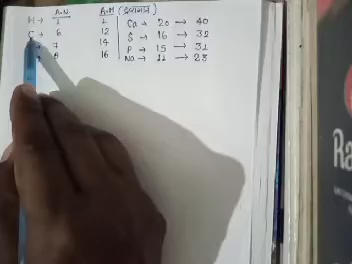 A.N A.M (द्रव्यमान)
H → 1 1 Ca → 20 → 40
C → 6 12 S → 16 → 32
→ 7 14 P → 15 → 31
8 16 Na → 11 → 23
Ra